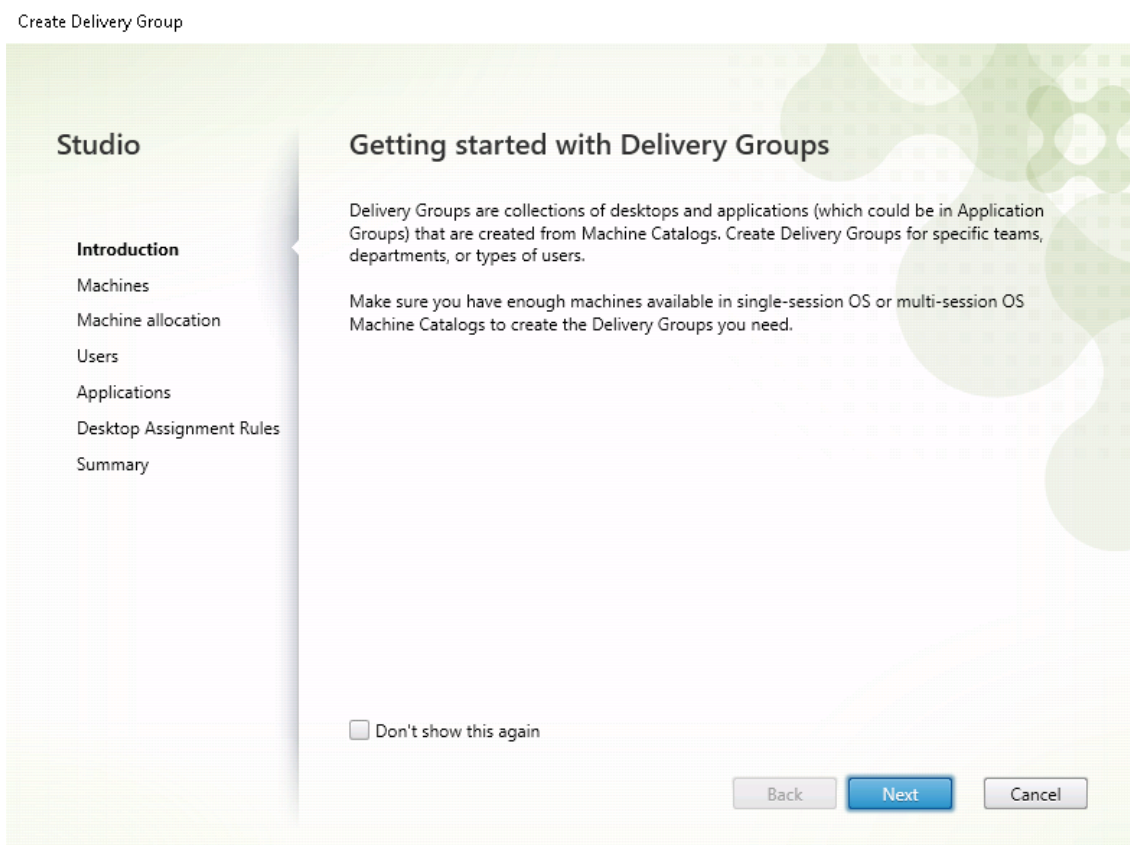 Create Delivery Group
Studio
Introduction
Machines
Machine allocation
Users
Applications
Desktop Assignment Rules
Summary
Getting started with Delivery Groups
Delivery Groups are collections of desktops and applications (which could be in Application
Groups) that are created from Machine Catalogs. Create Delivery Groups for specific teams,
departments, or types of users.
Make sure you have enough machines available in single-session OS or multi-session OS
Machine Catalogs to create the Delivery Groups you need.
Don't show this again
Back
Next
Cancel